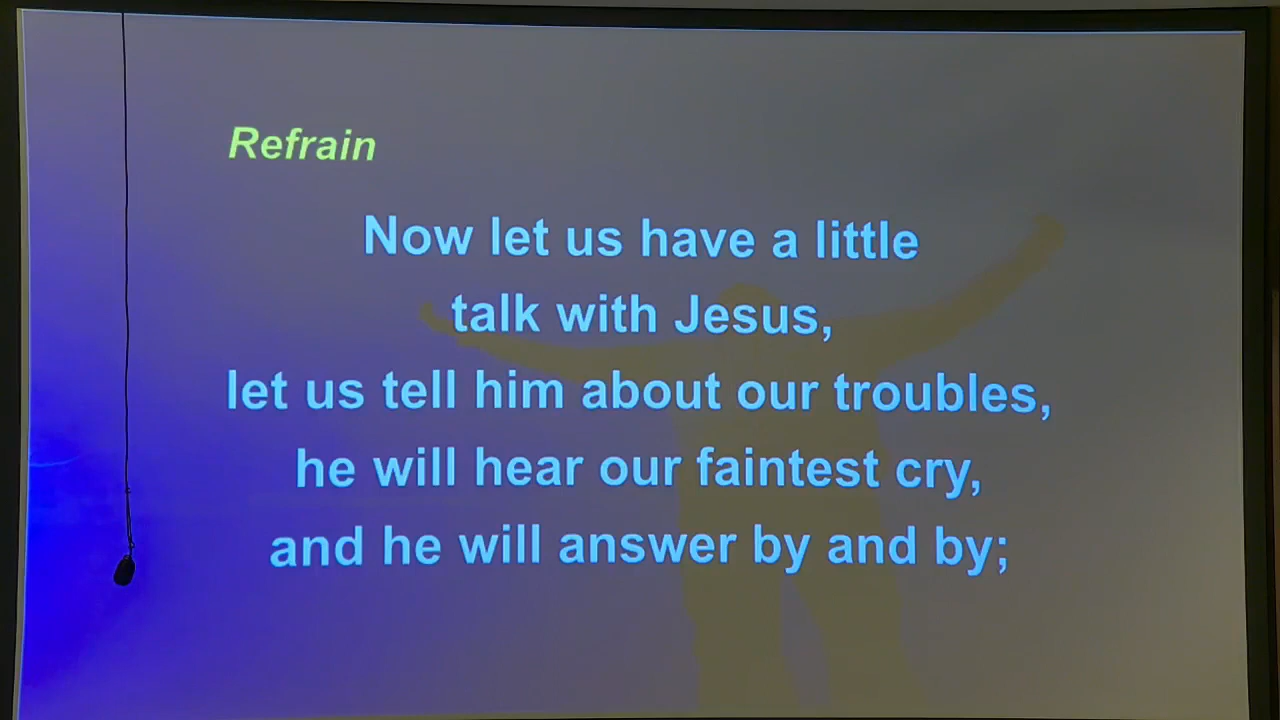 Refrain
Now let us have a little
talk with Jesus,
let us tell him about our troubles,
he will hear our faintest cry,
and he will answer by and by;